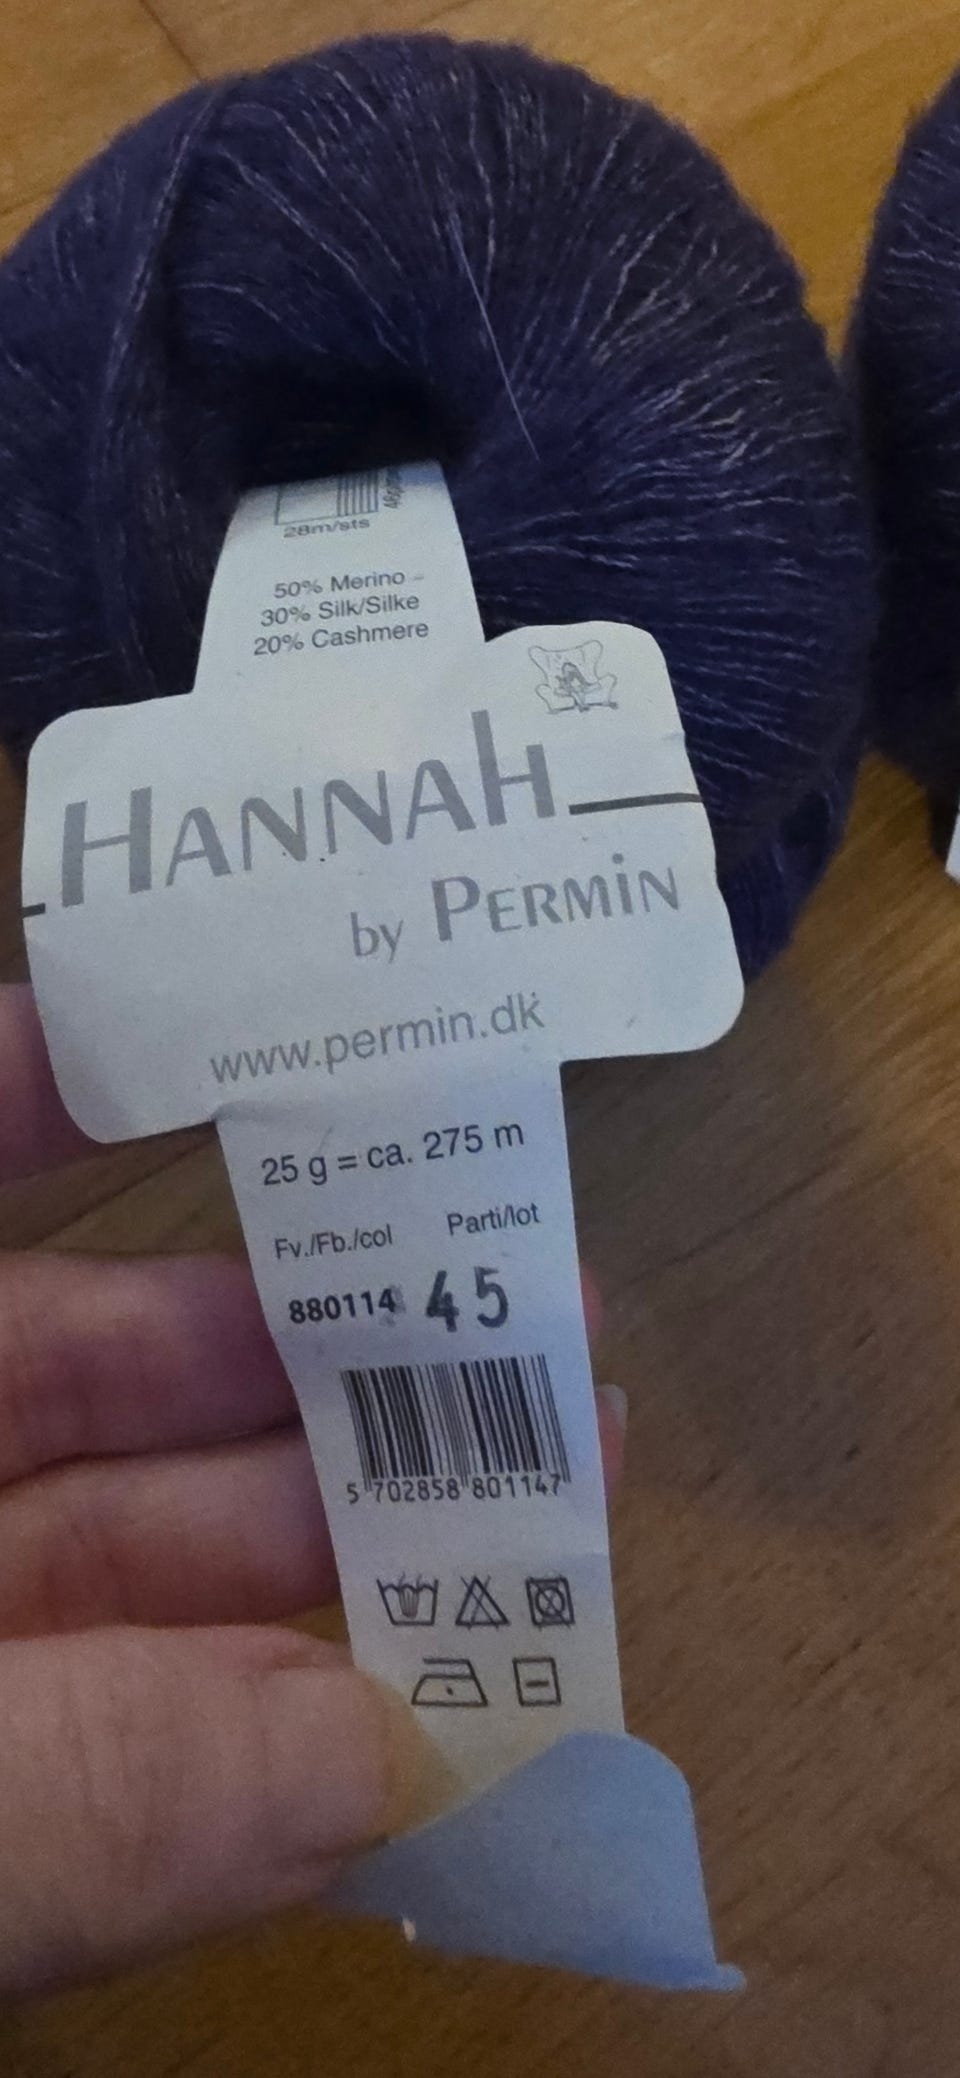 28m/sts
50% Merino -
30% Silk/Silke
20% Cashmere
HANNAH
by PERMiN
www.permin.dk
25 g = ca. 275 m
Fv./Fb./col Parti/lot
880114 45
5 702858 801147